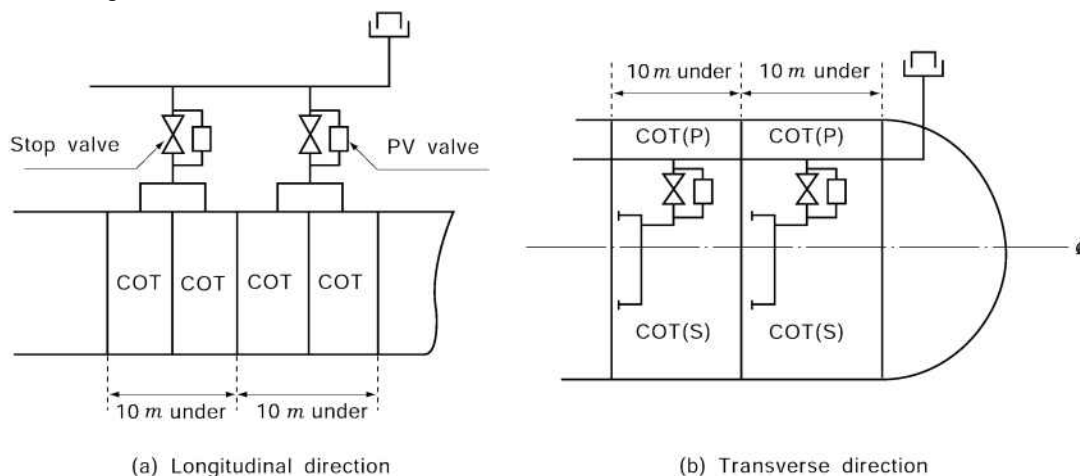 10 m under
10 m under
Stop valve
PV valve
COT(P)
COT(P)
COT
COT
COT
COT
COT(S)
COT(S)
10 m under
10 m under
(a) Longitudinal direction
(b) Transverse direction